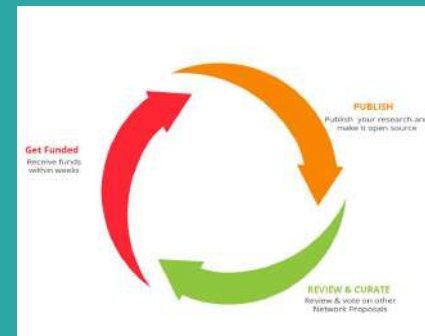 PUBLISH
Publish your research and
make it open source
Get Funded
Receive funds
within weeks
REVIEW & CURATE
Review & vote on other
Network Proposals